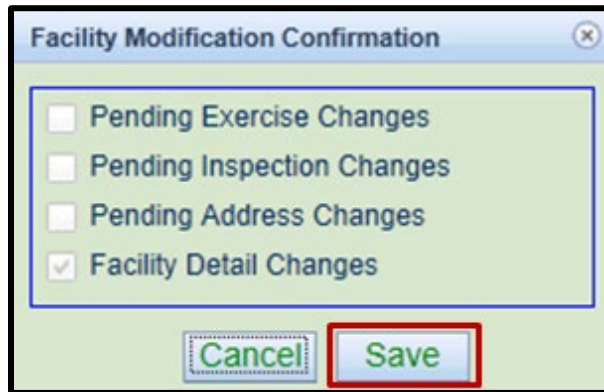 Facility Modification Confirmation
Pending Exercise Changes
Pending Inspection Changes
Pending Address Changes
Facility Detail Changes
Cancel Save